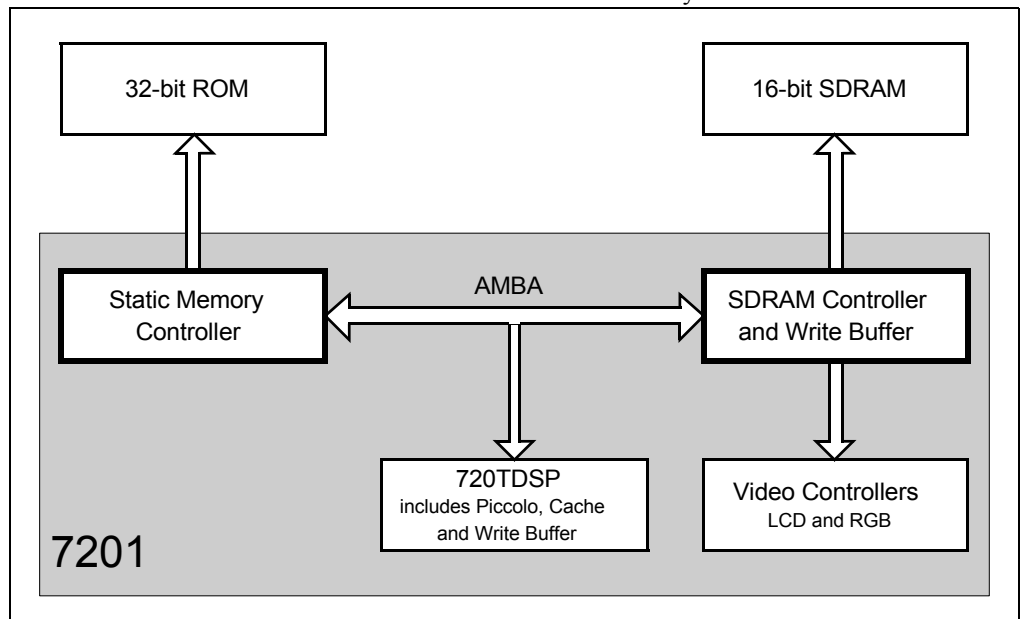 32-bit ROM
16-bit SDRAM
AMBA
Static Memory
Controller
SDRAM Controller
and Write Buffer
720TDSP
includes Piccolo, Cache
and Write Buffer
Video Controllers
LCD and RGB
7201